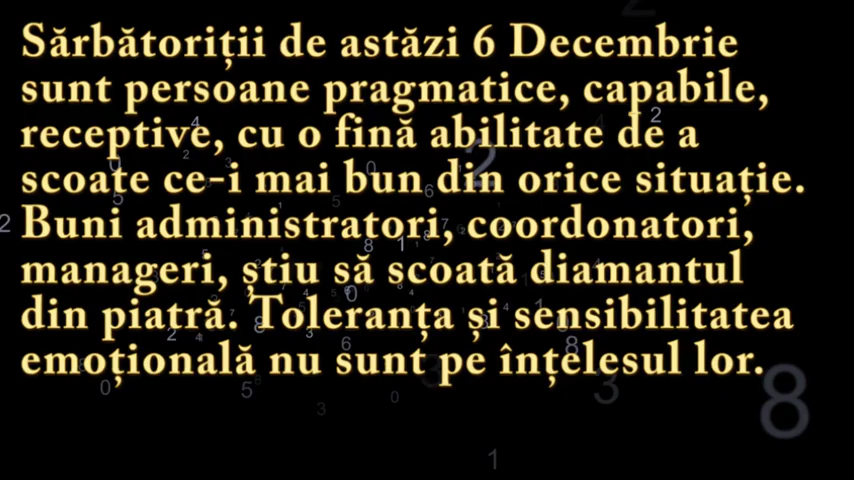 Sărbătoriții de astăzi 6 Decembrie
sunt persoane pragmatice, capabile,
receptive, cu o fină abilitate de a
scoate ce-i mai bun din orice situație.
Buni administratori, coordonatori,
manageri, știu să scoată diamantul
din piatră. Toleranța și sensibilitatea
emoțională nu sunt pe înțelesul lor.